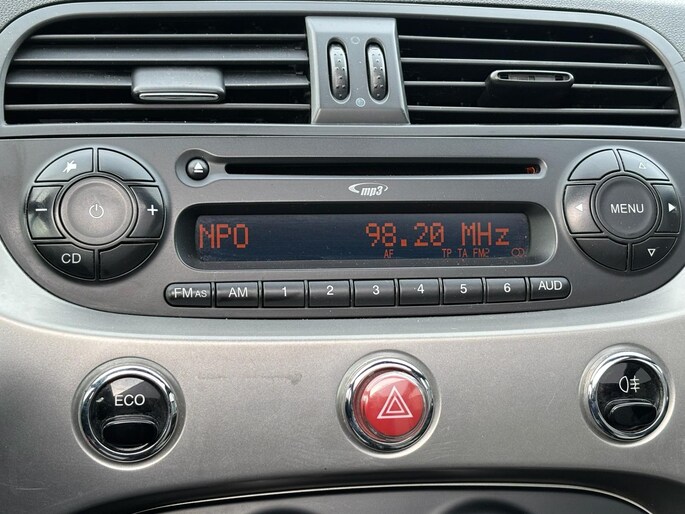 mp3
NPO 98.20 MHz
AF TP TA FM2
− + MENU
CD
FM AS AM 1 2 3 4 5 6 AUD
ECO